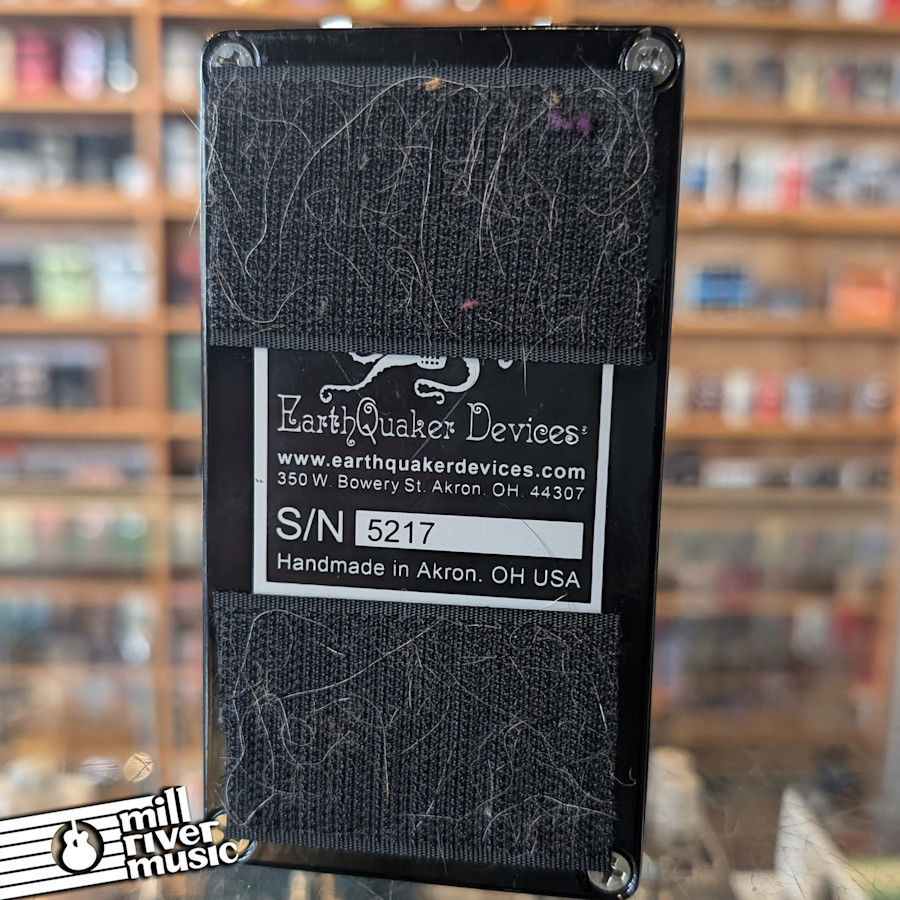 EarthQuaker Devices
www.earthquakerdevices.com
350 W. Bowery St. Akron. OH. 44307
S/N 5217
Handmade in Akron. OH USA
mill
river
music